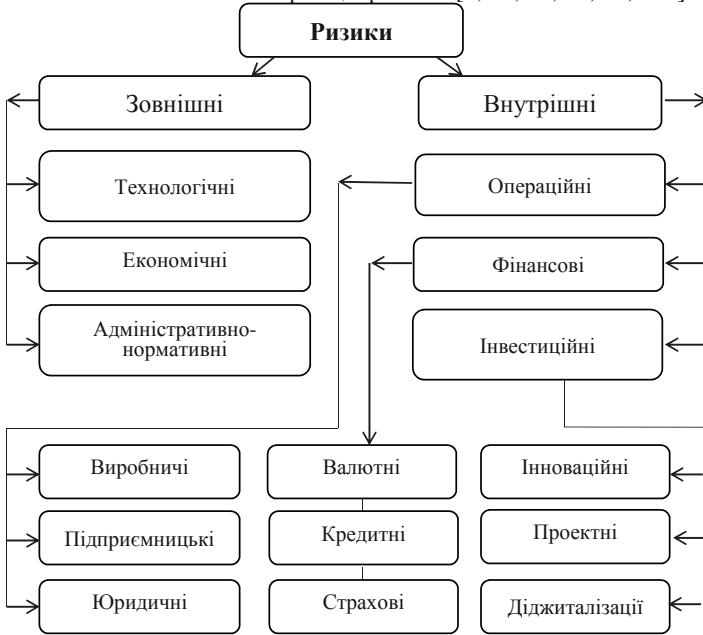 Ризики
Зовнішні
Внутрішні
Технологічні
Операційні
Економічні
Фінансові
Адміністративно-
нормативні
Інвестиційні
Виробничі
Валютні
Інноваційні
Підприємницькі
Кредитні
Проектні
Юридичні
Страхові
Діджиталізації